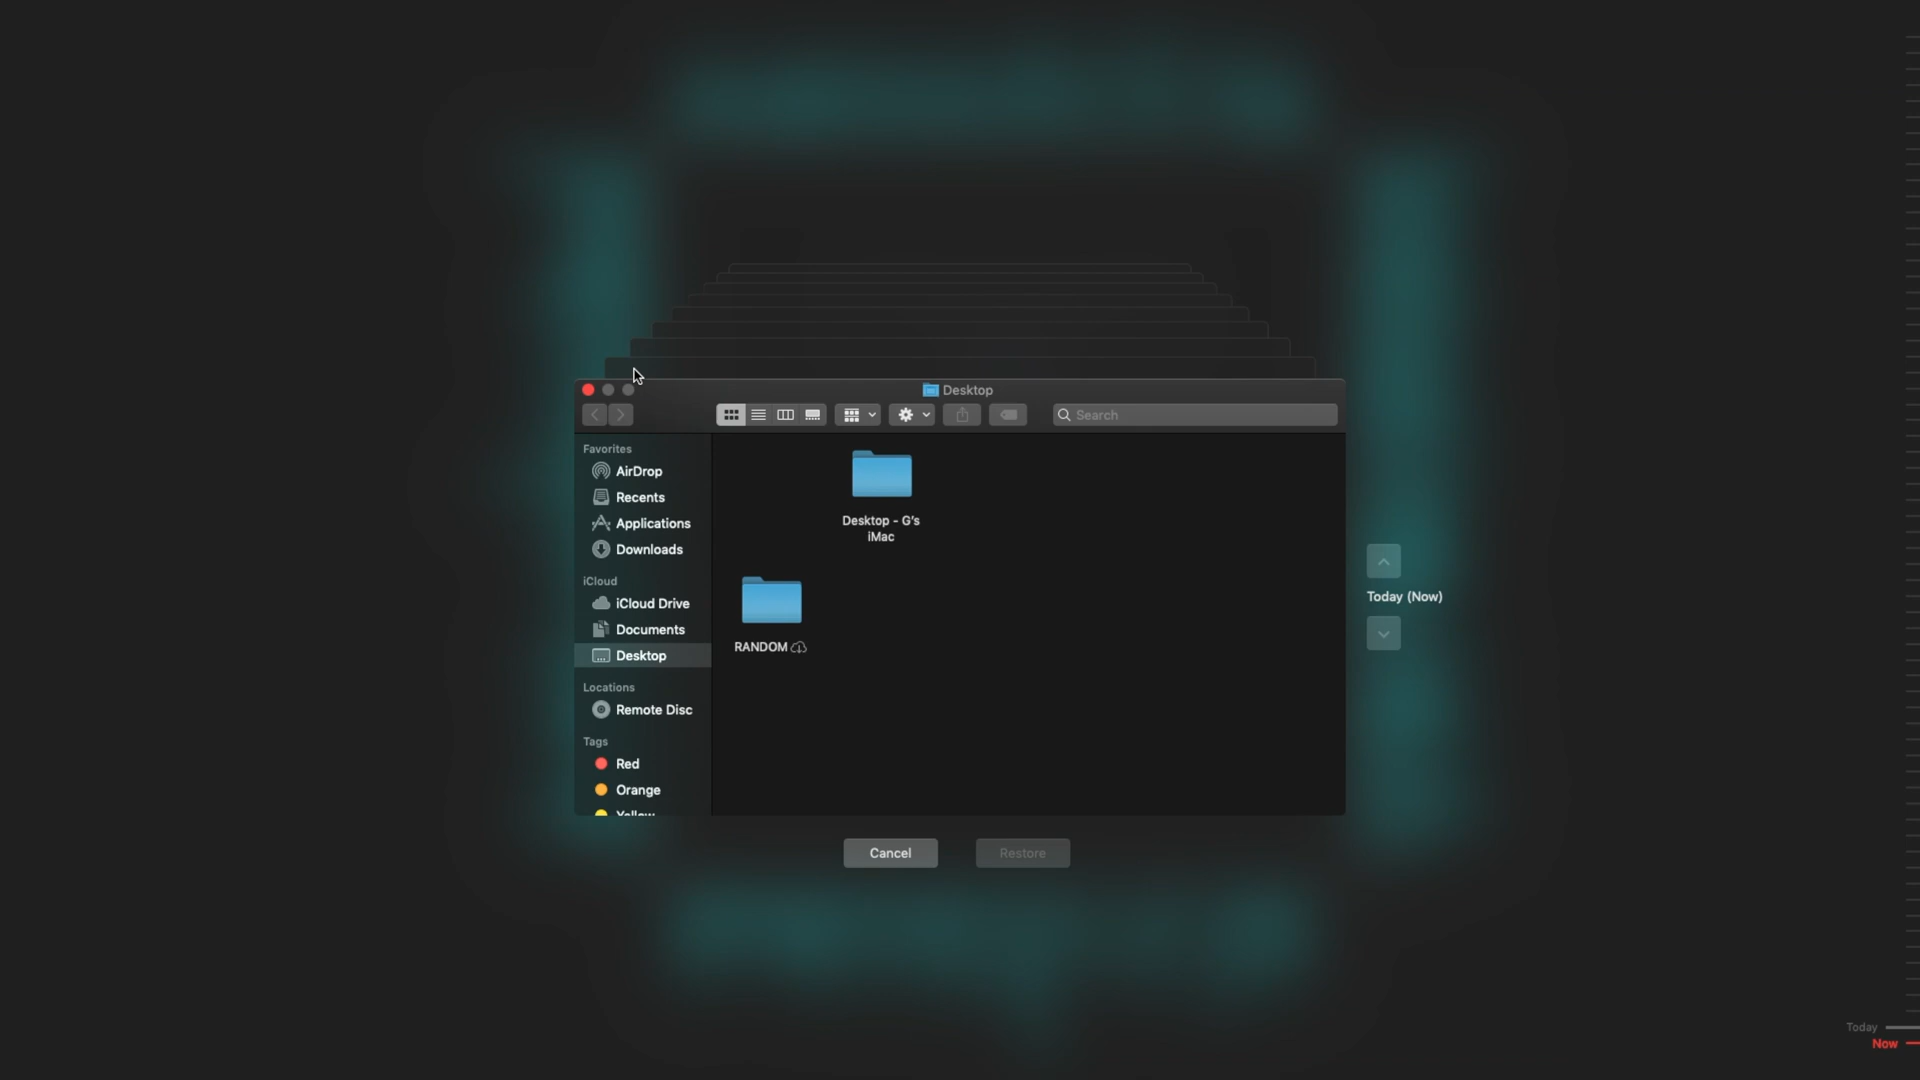 Desktop
Search
Favorites
AirDrop
Recents
Applications
Downloads
iCloud
iCloud Drive
Documents
Desktop
Locations
Remote Disc
Tags
Red
Orange
Yellow
Desktop - G's
iMac
RANDOM
Today (Now)
Cancel
Restore
Today
Now